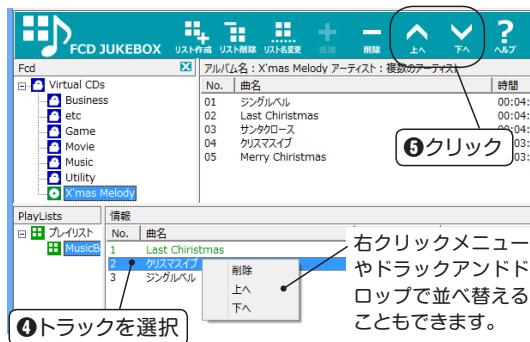 FCD JUKEBOX
リスト作成 リスト削除 リスト名変更 追加 削除 上へ 下へ ヘルプ
Fcd
アルバム名：X'mas Melody アーティスト：複数のアーティスト
Virtual CDs
Business
etc
Game
Movie
Music
Utility
X'mas Melody
No. 曲名 時間
01 ジングルベル 00:04:
02 Last Chiristmas 00:04:
03 サンタクロース
04 クリスマスイブ 03:
05 Merry Christmas 03:
❺クリック
PlayLists
プレイリスト
MusicB
情報
No. 曲名
1 Last Chiristmas
2 クリスマスイブ
3 ジングルベル
削除
上へ
下へ
右クリックメニュー
やドラックアンドド
ロップで並べ替える
こともできます。
❹トラックを選択